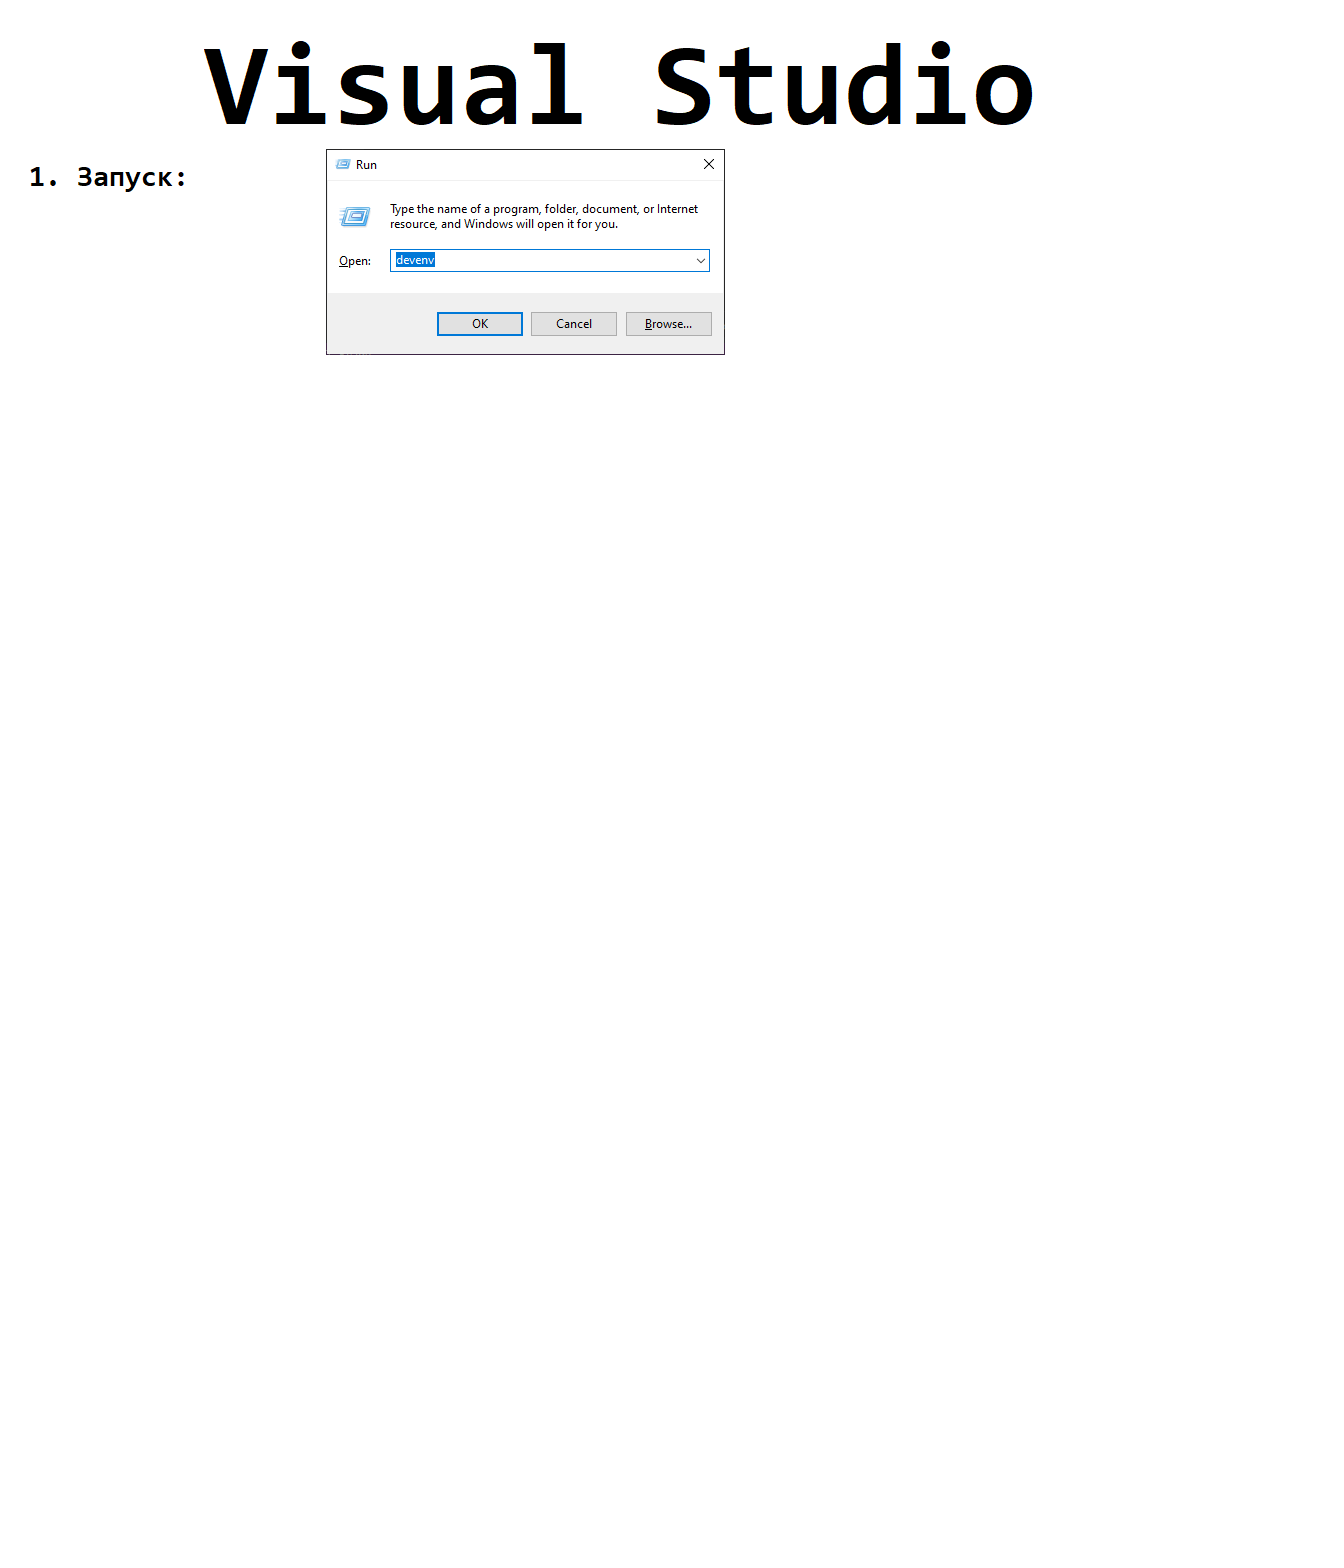 Visual Studio
1. Запуск:
Run
Type the name of a program, folder, document, or Internet
resource, and Windows will open it for you.
Open: devenv
OK Cancel Browse...